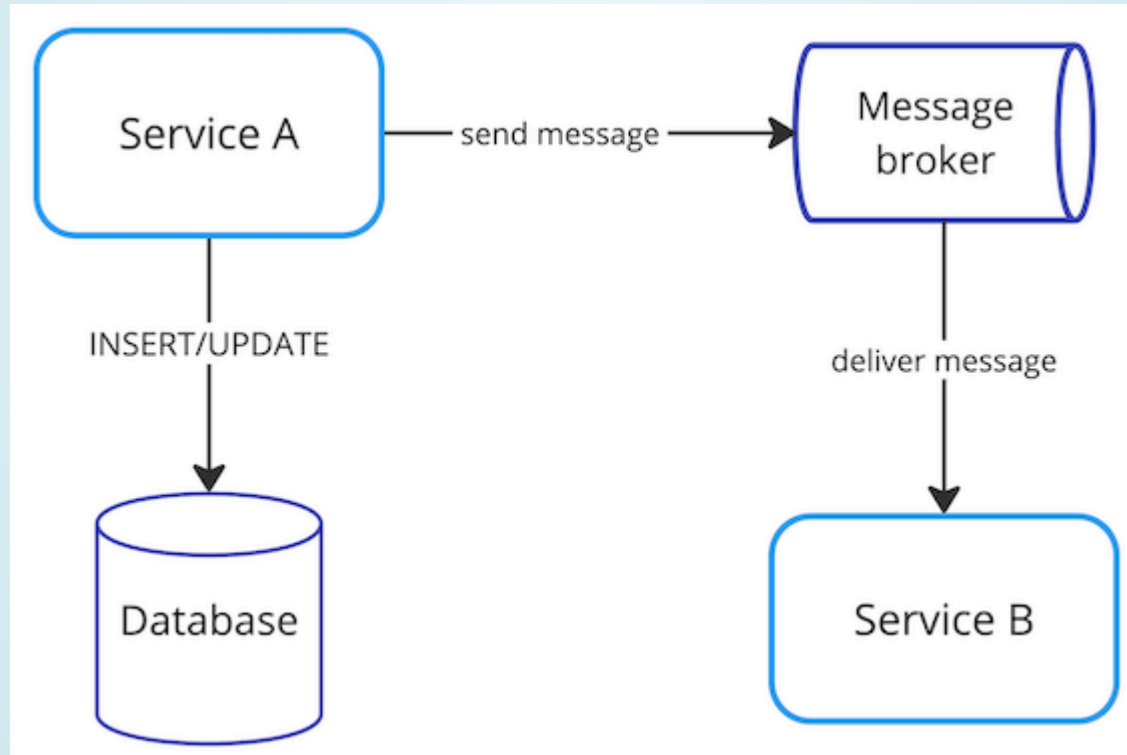 Service A
send message
Message
broker
INSERT/UPDATE
deliver message
Database
Service B